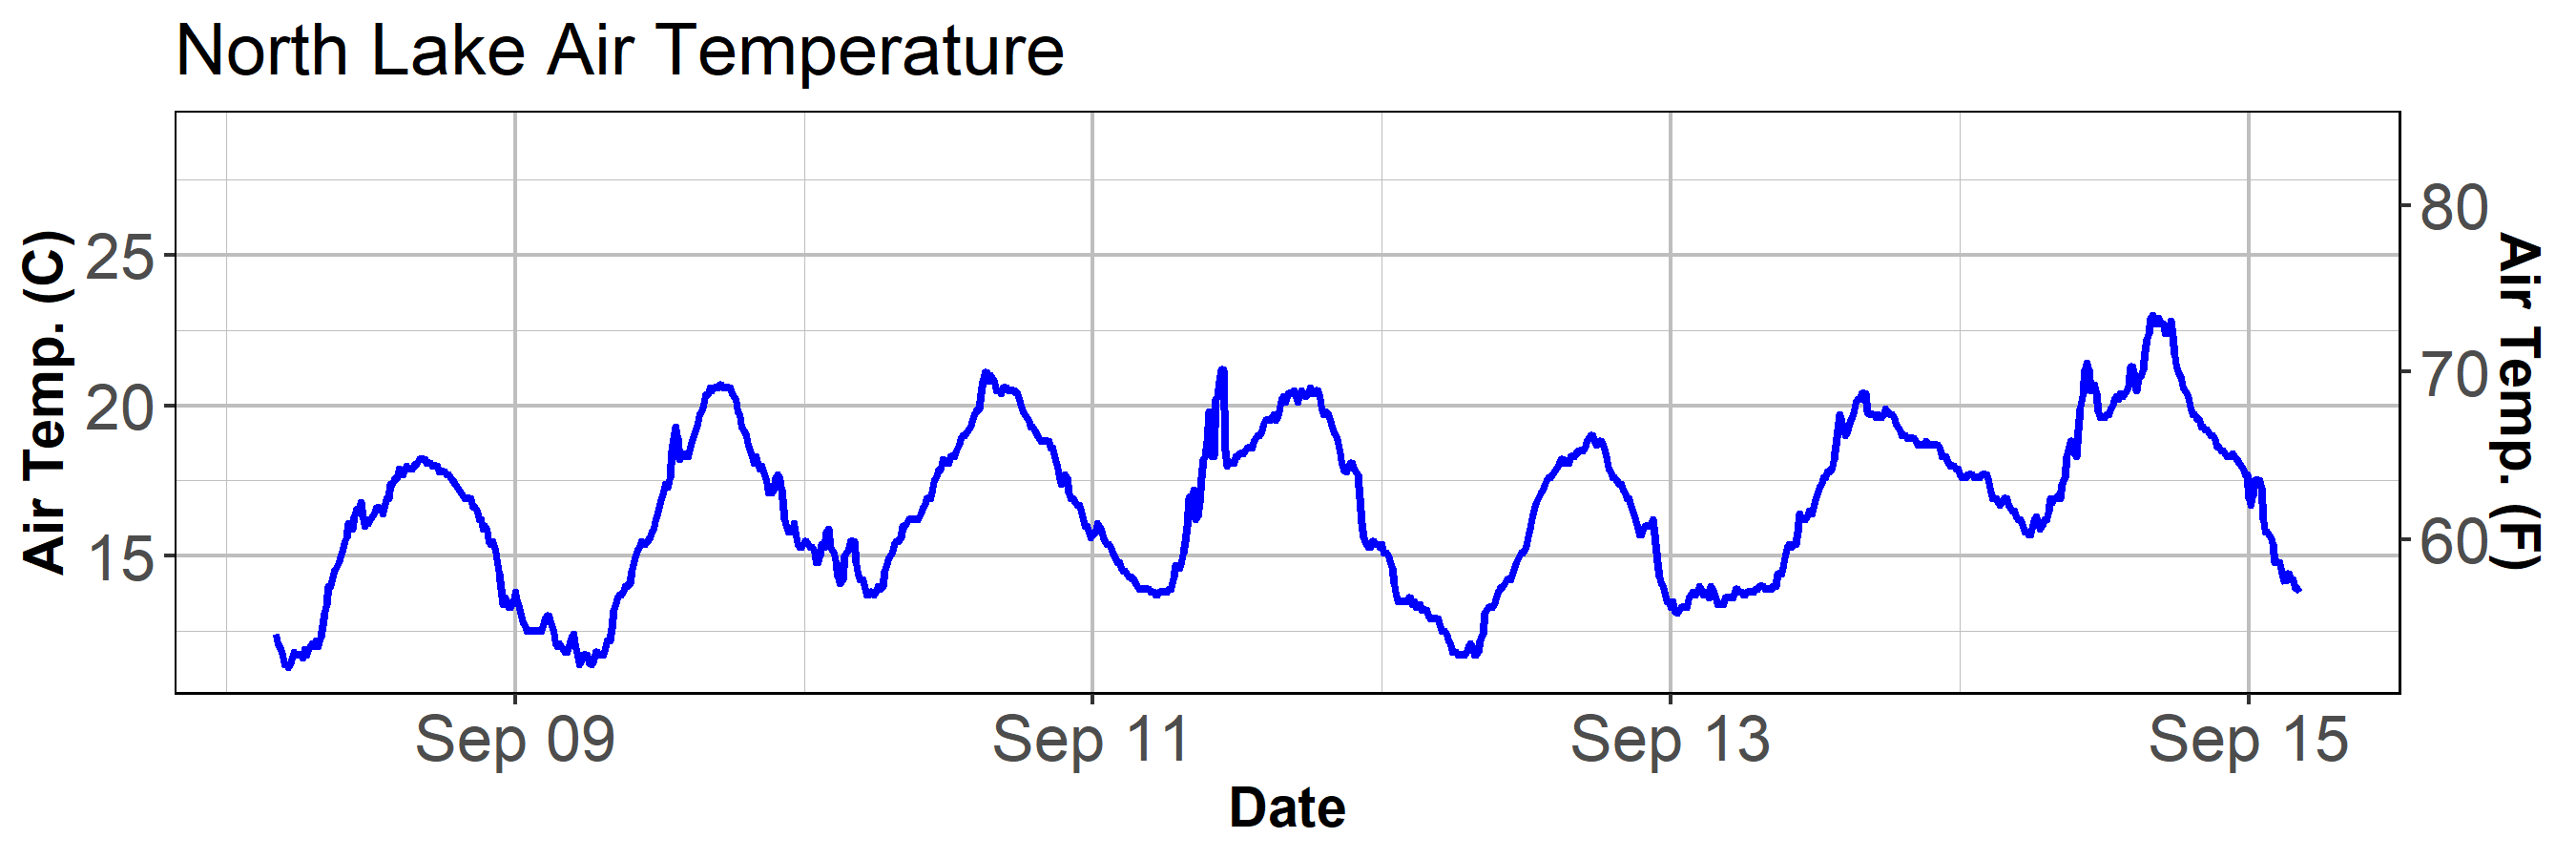 North Lake Air Temperature
Air Temp. (C)
25
20
15
80
70
60
Air Temp. (F)
Sep 09 Sep 11 Sep 13 Sep 15
Date